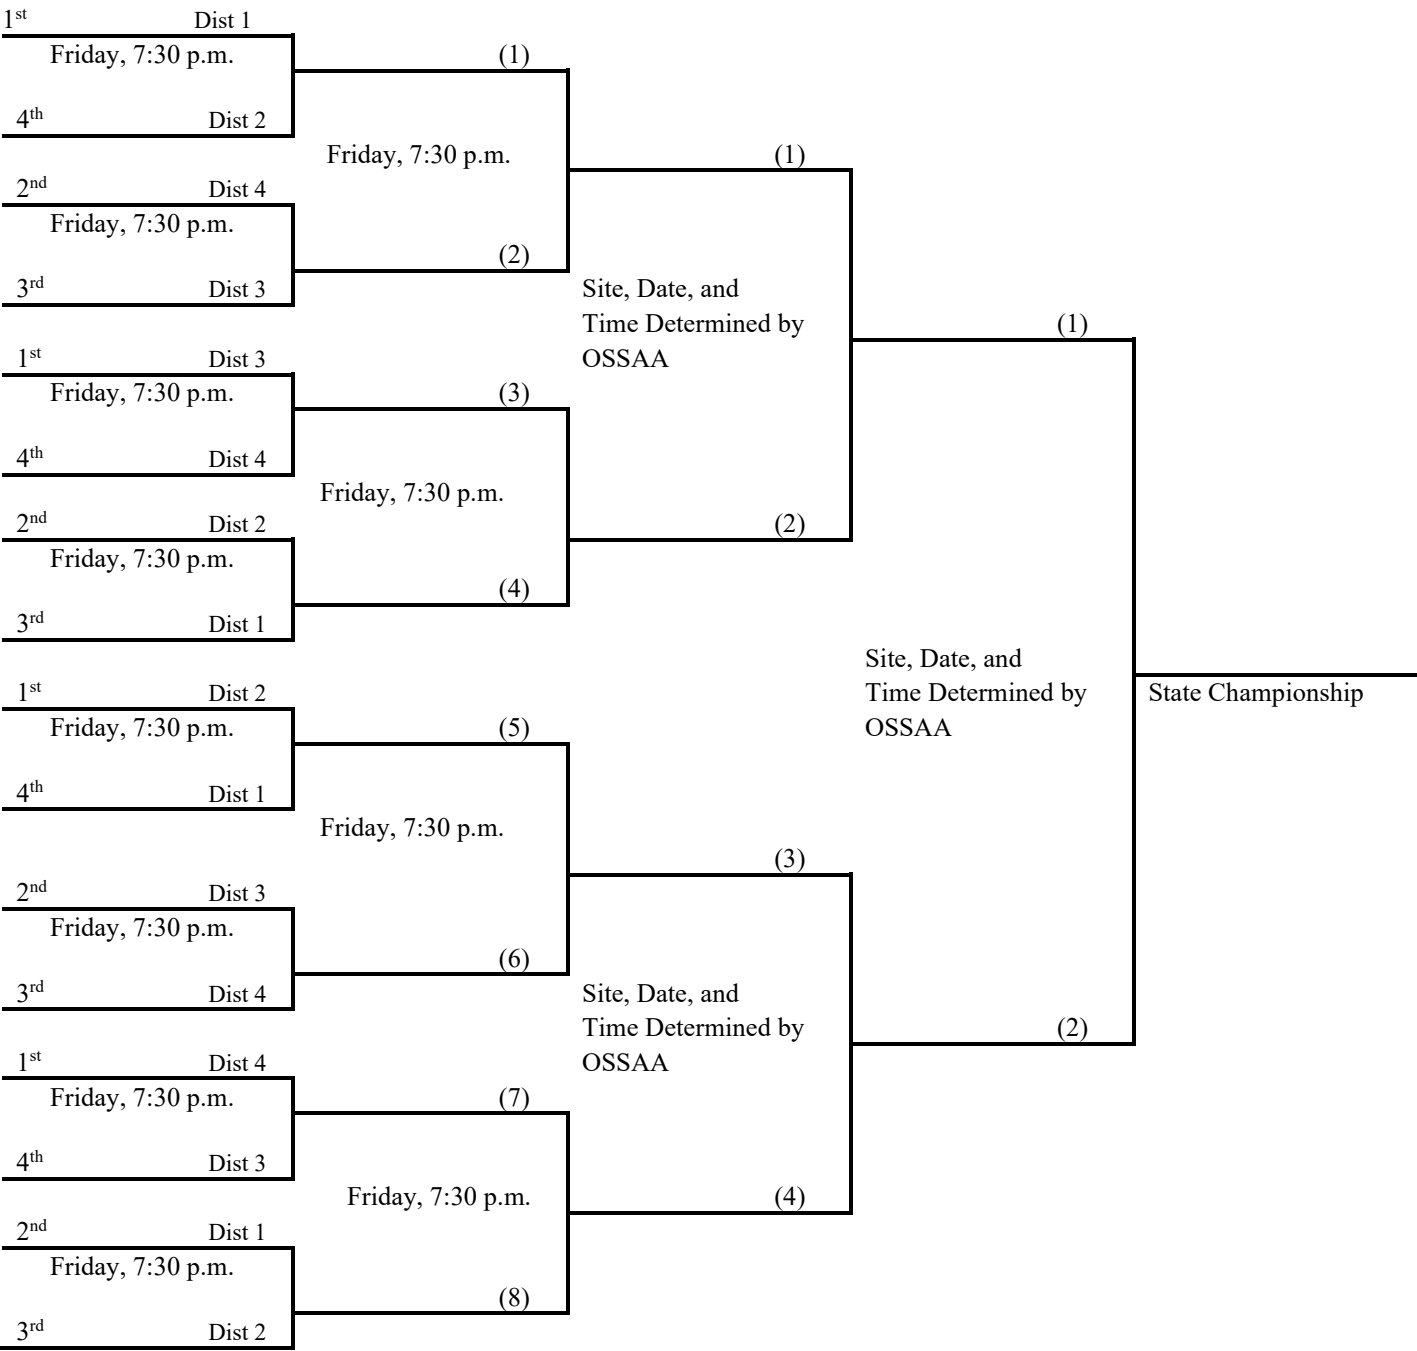 1st Dist 1
Friday, 7:30 p.m.
(1)
4th Dist 2
Friday, 7:30 p.m.
(1)
2nd Dist 4
Friday, 7:30 p.m.
(2)
3rd Dist 3
Site, Date, and
Time Determined by
OSSAA
(1)
1st Dist 3
Friday, 7:30 p.m.
(3)
4th Dist 4
Friday, 7:30 p.m.
(2)
2nd Dist 2
Friday, 7:30 p.m.
(4)
3rd Dist 1
Site, Date, and
Time Determined by
OSSAA
State Championship
1st Dist 2
Friday, 7:30 p.m.
(5)
4th Dist 1
Friday, 7:30 p.m.
(3)
2nd Dist 3
Friday, 7:30 p.m.
(6)
3rd Dist 4
Site, Date, and
Time Determined by
OSSAA
(2)
1st Dist 4
Friday, 7:30 p.m.
(7)
4th Dist 3
Friday, 7:30 p.m.
(4)
2nd Dist 1
Friday, 7:30 p.m.
(8)
3rd Dist 2